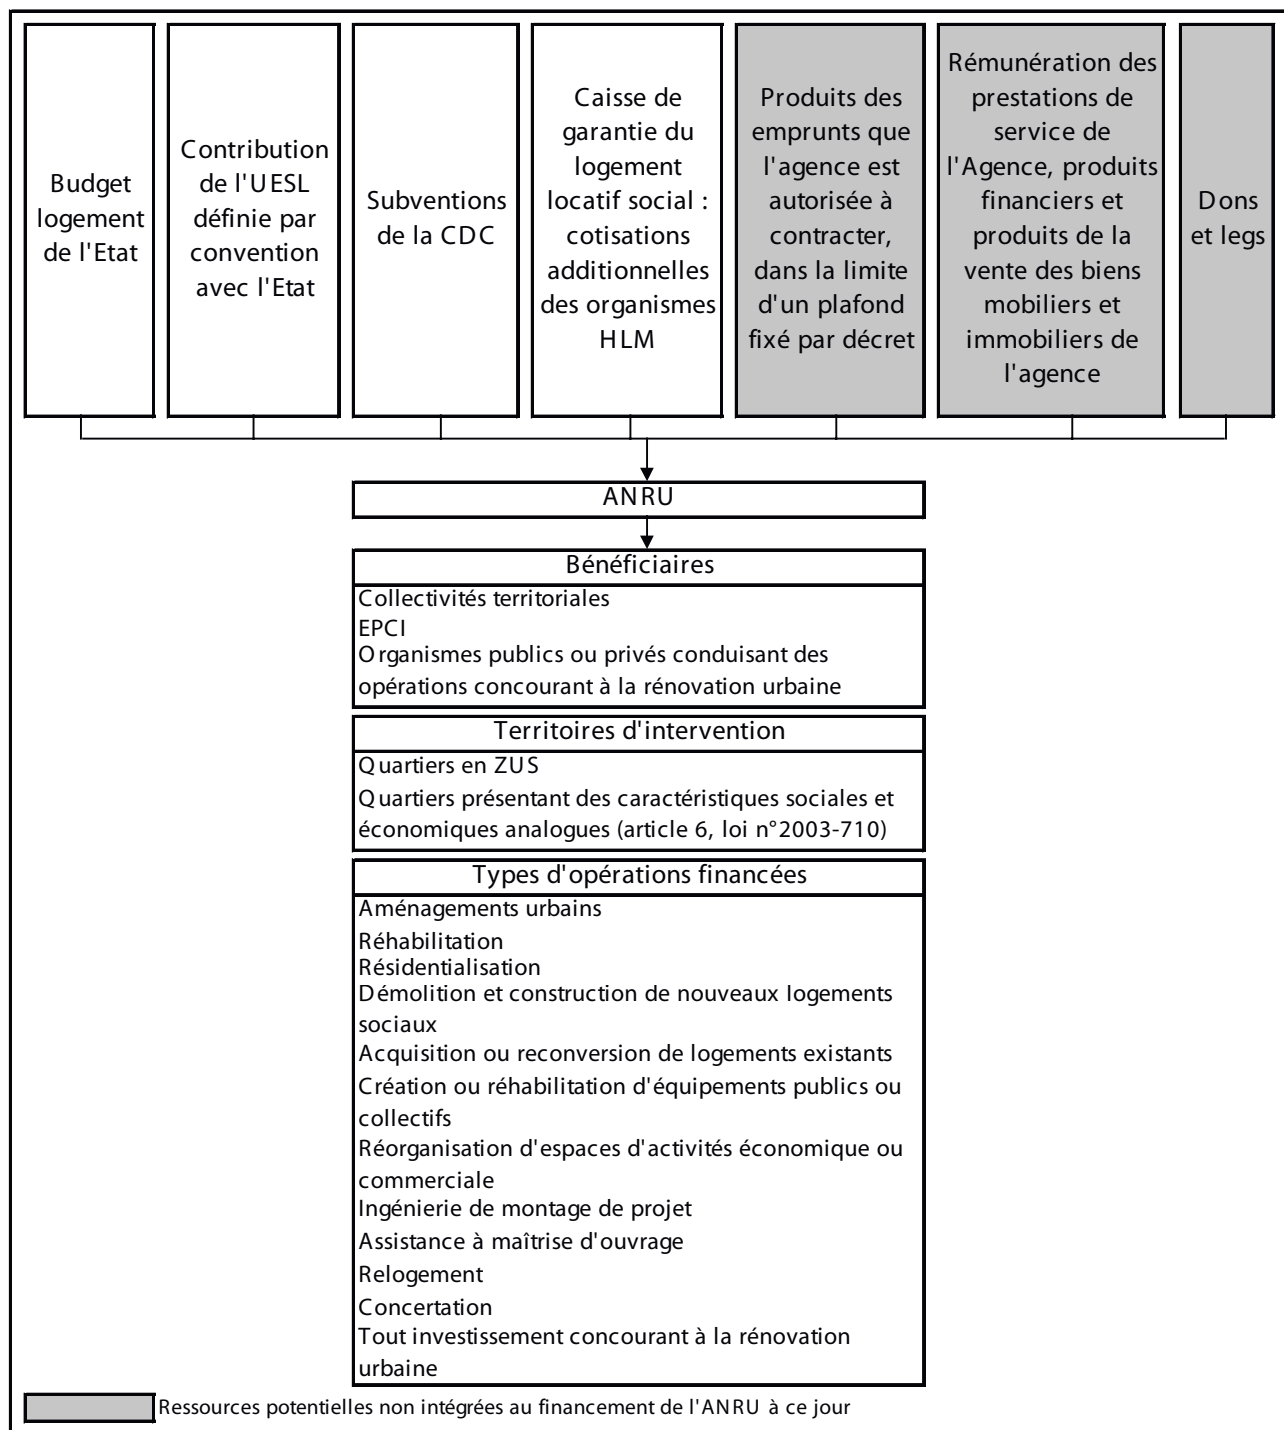 Budget
logement
de l'Etat
Contribution
de l'UESL
définie par
convention
avec l'Etat
Subventions
de la CDC
Caisse de
garantie du
logement
locatif social :
cotisations
additionnelles
des organismes
HLM
Produits des
emprunts que
l'agence est
autorisée à
contracter,
dans la limite
d'un plafond
fixé par décret
Rémunération des
prestations de
service de
l'Agence, produits
financiers et
produits de la
vente des biens
mobiliers et
immobiliers de
l'agence
Dons
et legs
ANRU
Bénéficiaires
Collectivités territoriales
EPCI
Organismes publics ou privés conduisant des
opérations concourant à la rénovation urbaine
Territoires d'intervention
Quartiers en ZUS
Quartiers présentant des caractéristiques sociales et
économiques analogues (article 6, loi n°2003-710)
Types d'opérations financées
Aménagements urbains
Réhabilitation
Résidentialisation
Démolition et construction de nouveaux logements
sociaux
Acquisition ou reconversion de logements existants
Création ou réhabilitation d'équipements publics ou
collectifs
Réorganisation d'espaces d'activités économique ou
commerciale
Ingénierie de montage de projet
Assistance à maîtrise d'ouvrage
Relogement
Concertation
Tout investissement concourant à la rénovation
urbaine
Ressources potentielles non intégrées au financement de l'ANRU à ce jour